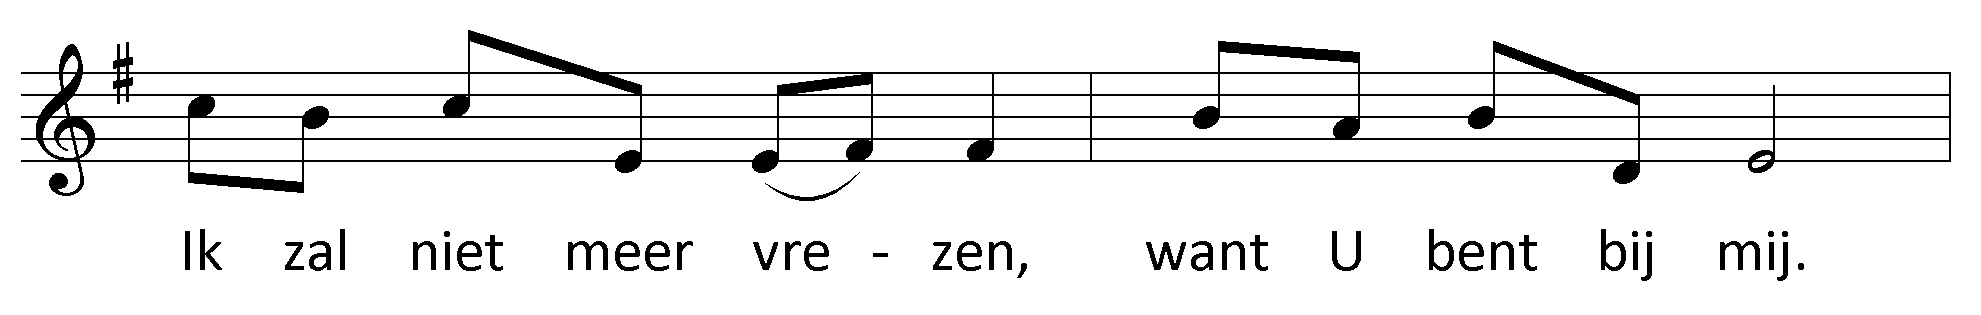 Ik zal niet meer vre - zen, want U bent bij mij.